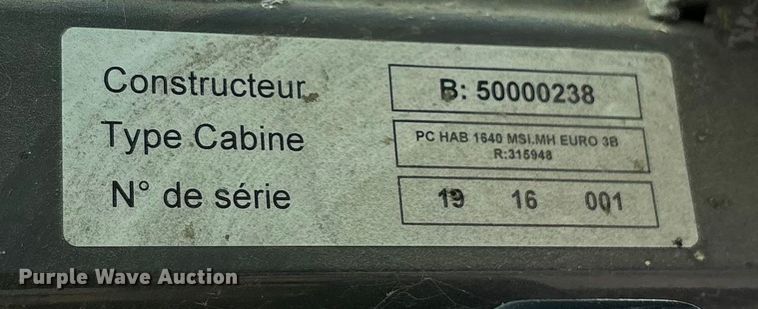 Constructeur B: 50000238
Type Cabine PC HAB 1640 MSI.MH EURO 3B
R:315948
N° de série 19 16 001
Purple Wave Auction